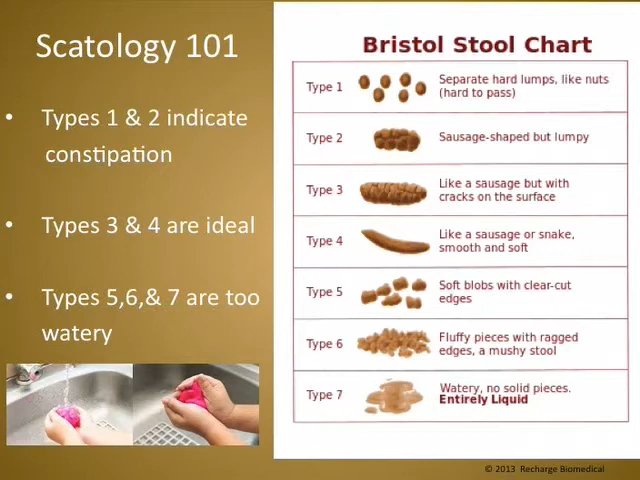 Scatology 101
• Types 1 & 2 indicate
constipation
• Types 3 & 4 are ideal
• Types 5,6,& 7 are too
watery
Bristol Stool Chart
Type 1
Separate hard lumps, like nuts
(hard to pass)
Type 2
Sausage-shaped but lumpy
Type 3
Like a sausage but with
cracks on the surface
Type 4
Like a sausage or snake,
smooth and soft
Type 5
Soft blobs with clear-cut
edges
Type 6
Fluffy pieces with ragged
edges, a mushy stool
Type 7
Watery, no solid pieces.
Entirely Liquid
© 2013 Recharge Biomedical